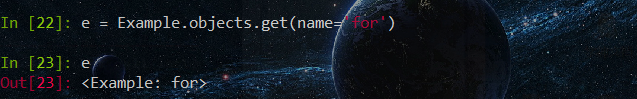 In [22]: e = Example.objects.get(name='for')
In [23]: e
Out[23]: <Example: for>